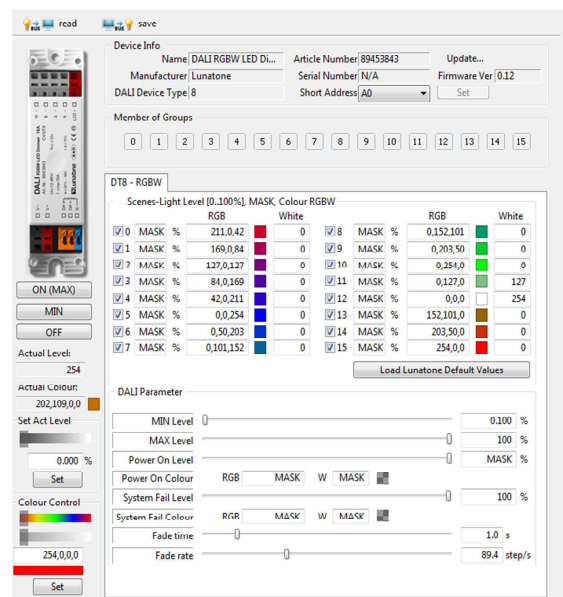 read save
Device Info
Name DALI RGBW LED Di... Article Number 89453843 Update...
Manufacturer Lunatone Serial Number N/A Firmware Ver 0.12
DALI Device Type 8 Short Address A0 Set
Member of Groups
0 1 2 3 4 5 6 7 8 9 10 11 12 13 14 15
DT8 - RGBW
Scenes-Light Level [0..100%], MASK, Colour RGBW
RGB White RGB White
0 MASK % 211,0,42 0 8 MASK % 0,152,101 0
1 MASK % 169,0,84 0 9 MASK % 0,203,50 0
2 MASK % 127,0,127 0 10 MASK % 0,254,0 0
3 MASK % 84,0,169 0 11 MASK % 0,127,0 127
4 MASK % 42,0,211 0 12 MASK % 0,0,0 254
5 MASK % 0,0,254 0 13 MASK % 152,101,0 0
6 MASK % 0,50,203 0 14 MASK % 203,50,0 0
7 MASK % 0,101,152 0 15 MASK % 254,0,0 0
Load Lunatone Default Values
DALI Parameter
MIN Level 0.100 %
MAX Level 100 %
Power On Level MASK %
Power On Colour RGB MASK W MASK
System Fail Level 100 %
System Fail Colour RGB MASK W MASK
Fade time 1.0 s
Fade rate 89.4 step/s
BUS
BUS
DALI RGBW LED Dimmer 16A
Lunatone
ON (MAX)
MIN
OFF
Actual Level:
254
Actual Colour:
202,109,0,0
Set Act Level
0.000 %
Set
Colour Control
254,0,0,0
Set